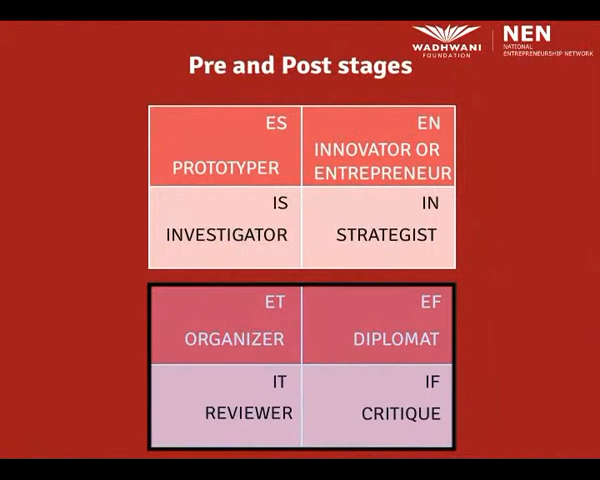 WADHWANI
FOUNDATION
NEN
NATIONAL
ENTREPRENEURSHIP NETWORK
Pre and Post stages
ES
PROTOTYPER
EN
INNOVATOR OR
ENTREPRENEUR
IS
INVESTIGATOR
IN
STRATEGIST
ET
ORGANIZER
EF
DIPLOMAT
IT
REVIEWER
IF
CRITIQUE